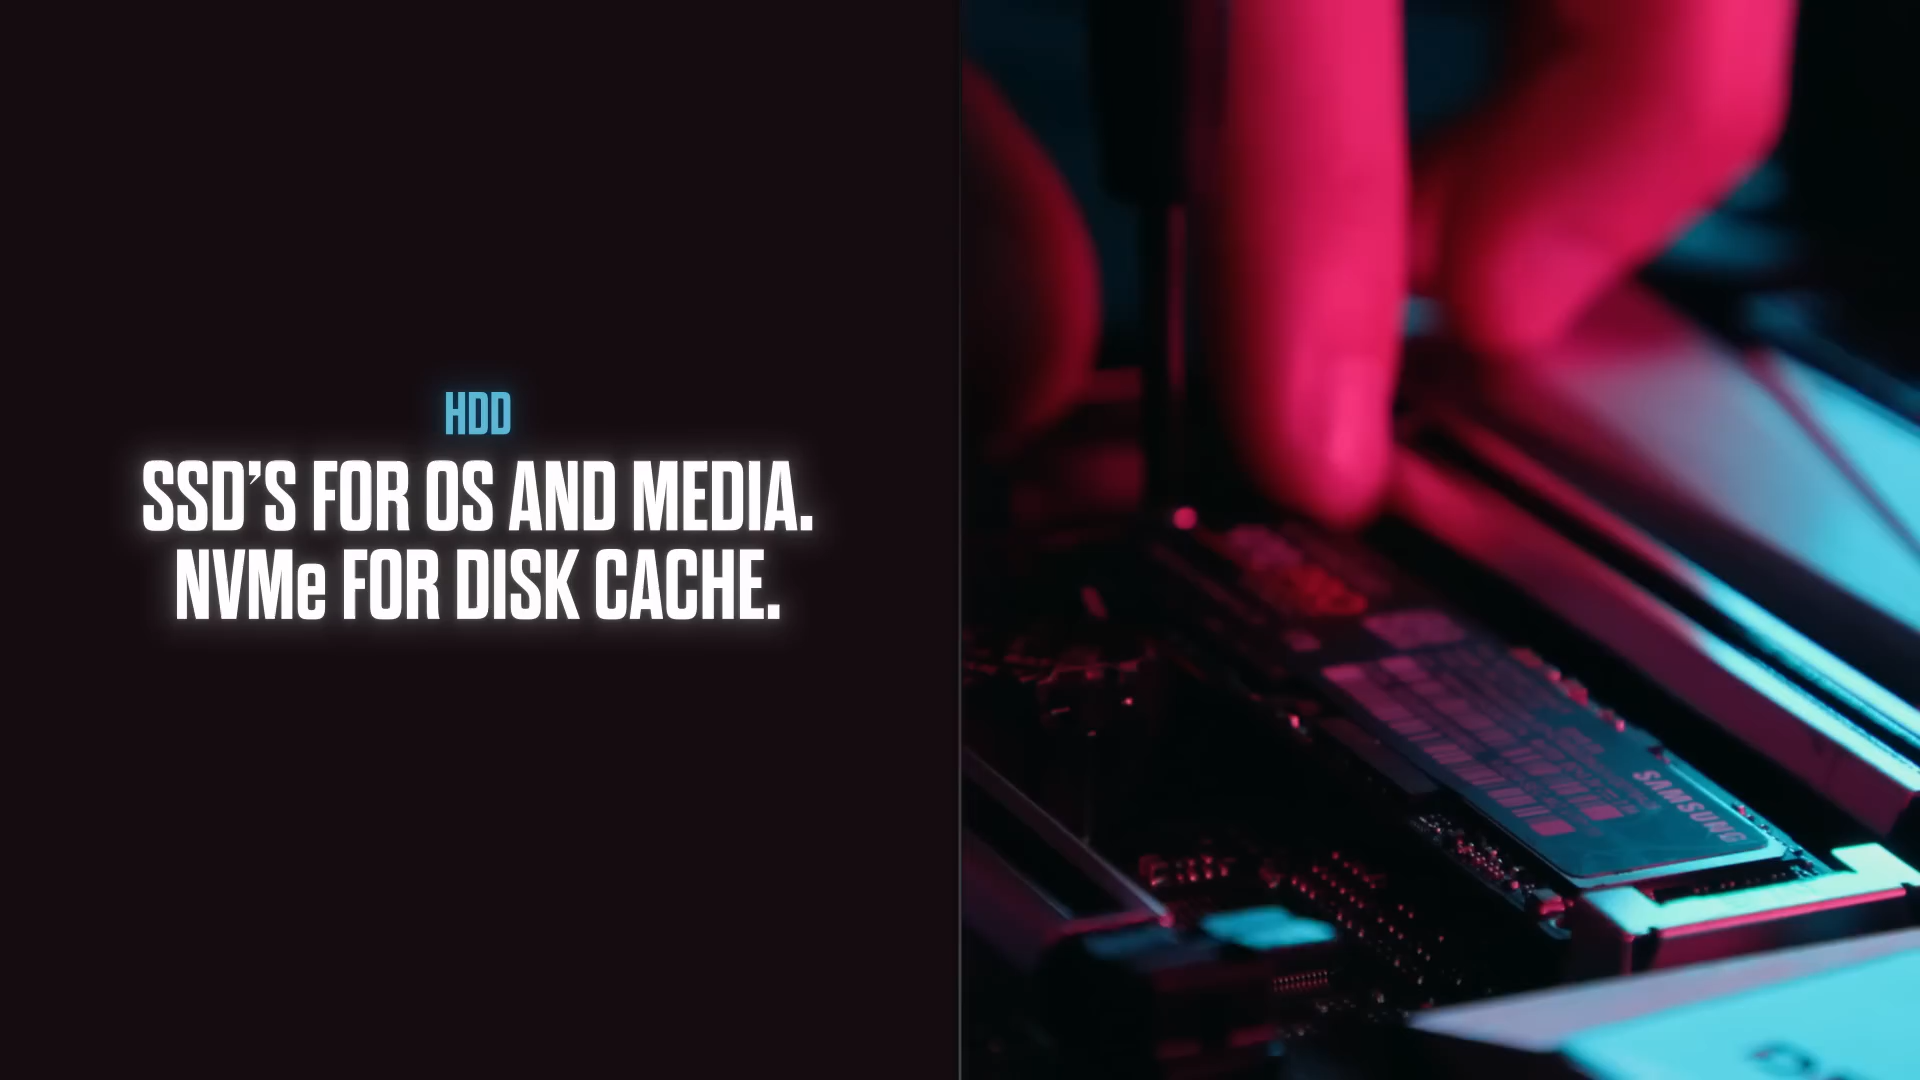 HDD
SSD’S FOR OS AND MEDIA.
NVMe FOR DISK CACHE.
SAMSUNG